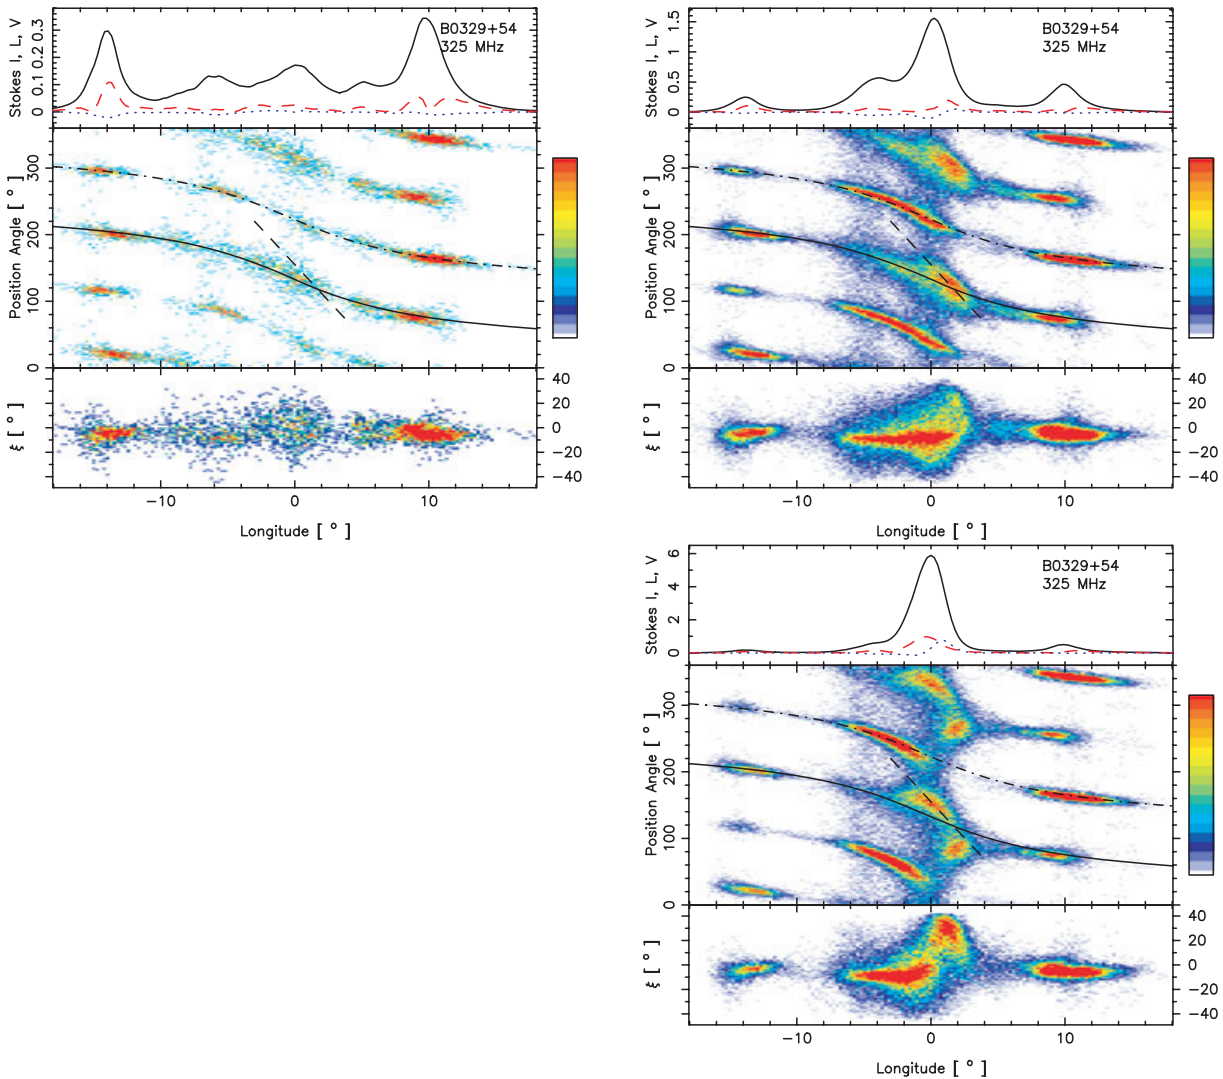 Stokes I, L, V
0 0.1 0.2 0.3
B0329+54
325 MHz
Position Angle [ ° ]
0 100 200 300
ξ [ ° ]
40
20
0
−20
−40
−10 0 10
Longitude [ ° ]
Stokes I, L, V
0 0.5 1 1.5
B0329+54
325 MHz
Position Angle [ ° ]
0 100 200 300
ξ [ ° ]
40
20
0
−20
−40
−10 0 10
Longitude [ ° ]
Stokes I, L, V
0 2 4 6
B0329+54
325 MHz
Position Angle [ ° ]
0 100 200 300
ξ [ ° ]
40
20
0
−20
−40
−10 0 10
Longitude [ ° ]